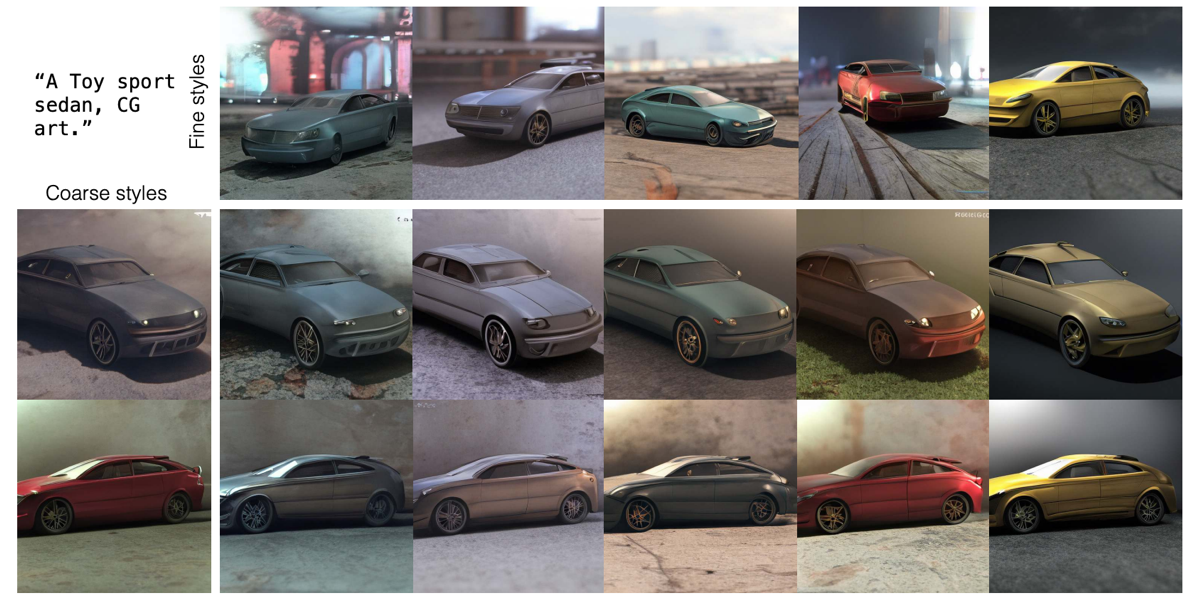 “A Toy sport
sedan, CG
art.”
Fine styles
Coarse styles